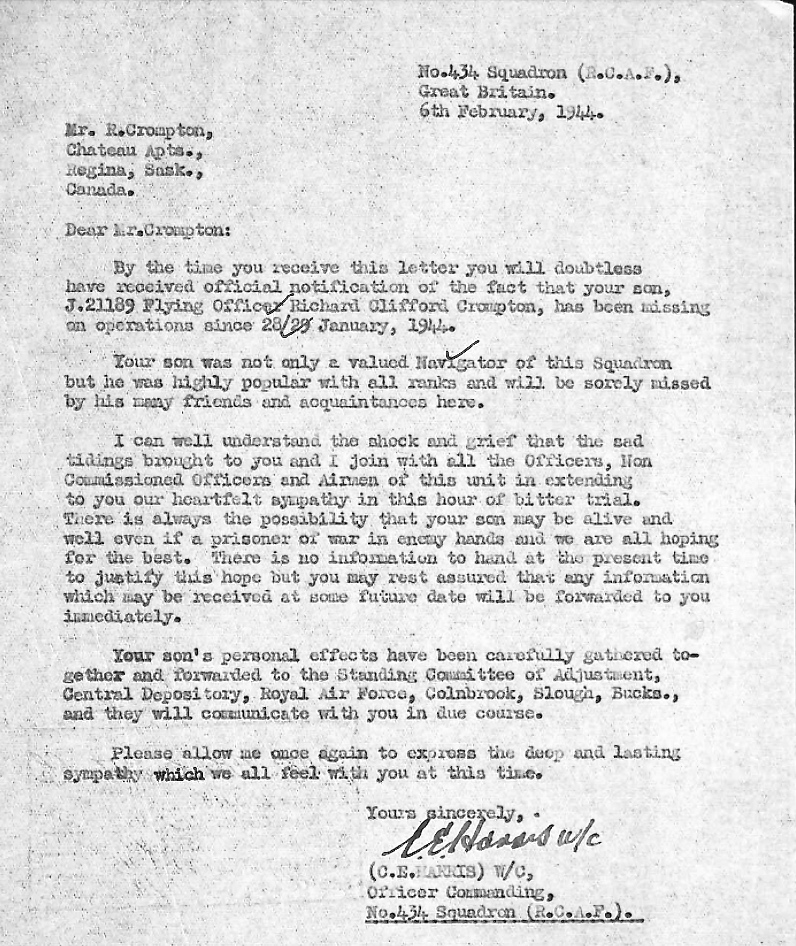 No.434 Squadron (R.C.A.F.),
Great Britain.
6th February, 1944.
Mr. R.Crompton,
Chateau Apts.,
Regina, Sask.,
Canada.
Dear Mr.Crompton:
By the time you receive this letter you will doubtless
have received official notification of the fact that your son,
J.21189 Flying Officer Richard Clifford Crompton, has been missing
on operations since 28/29 January, 1944.
Your son was not only a valued Navigator of this Squadron
but he was highly popular with all ranks and will be sorely missed
by his many friends and acquaintances here.
I can well understand the shock and grief that the sad
tidings brought to you and I join with all the Officers, Non
Commissioned Officers and Airmen of this unit in extending
to you our heartfelt sympathy in this hour of bitter trial.
There is always the possibility that your son may be alive and
well even if a prisoner of war in enemy hands and we are all hoping
for the best. There is no information to hand at the present time
to justify this hope but you may rest assured that any information
which may be received at some future date will be forwarded to you
immediately.
Your son's personal effects have been carefully gathered to-
gether and forwarded to the Standing Committee of Adjustment,
Central Depository, Royal Air Force, Colnbrook, Slough, Bucks.,
and they will communicate with you in due course.
Please allow me once again to express the deep and lasting
sympathy which we all feel with you at this time.
Yours sincerely,
C.E.Harris w/c
(C.E.HARRIS) W/C,
Officer Commanding,
No.434 Squadron (R.C.A.F.).